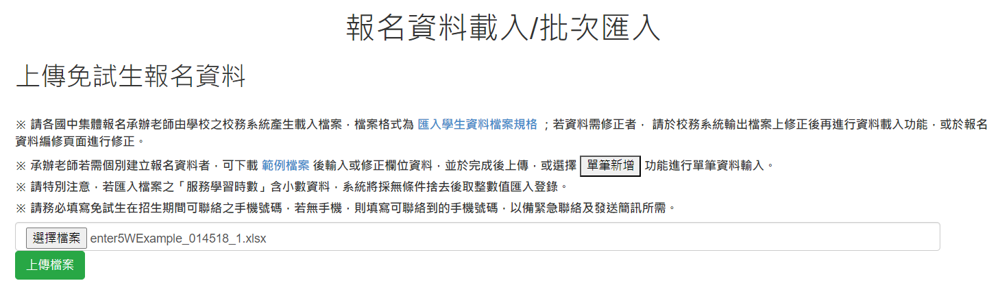 報名資料載入/批次匯入
上傳免試生報名資料
※ 請各國中集體報名承辦老師由學校之校務系統產生載入檔案，檔案格式為 匯入學生資料檔案規格 ；若資料需修正者， 請於校務系統輸出檔案上修正後再進行資料載入功能，或於報名
資料編修頁面進行修正。
※ 承辦老師若需個別建立報名資料者，可下載 範例檔案 後輸入或修正欄位資料，並於完成後上傳，或選擇 單筆新增 功能進行單筆資料輸入。
※ 請特別注意，若匯入檔案之「服務學習時數」含小數資料，系統將採無條件捨去後取整數值匯入登錄。
※ 請務必填寫免試生在招生期間可聯絡之手機號碼，若無手機，則填寫可聯絡到的手機號碼，以備緊急聯絡及發送簡訊所需。
選擇檔案 enter5WExample_014518_1.xlsx
上傳檔案